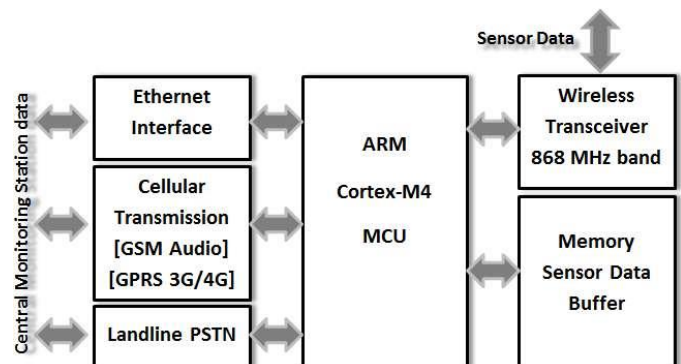 Sensor Data
Central Monitoring Station data
Ethernet
Interface
Cellular
Transmission
[GSM Audio]
[GPRS 3G/4G]
Landline PSTN
ARM
Cortex-M4
MCU
Wireless
Transceiver
868 MHz band
Memory
Sensor Data
Buffer